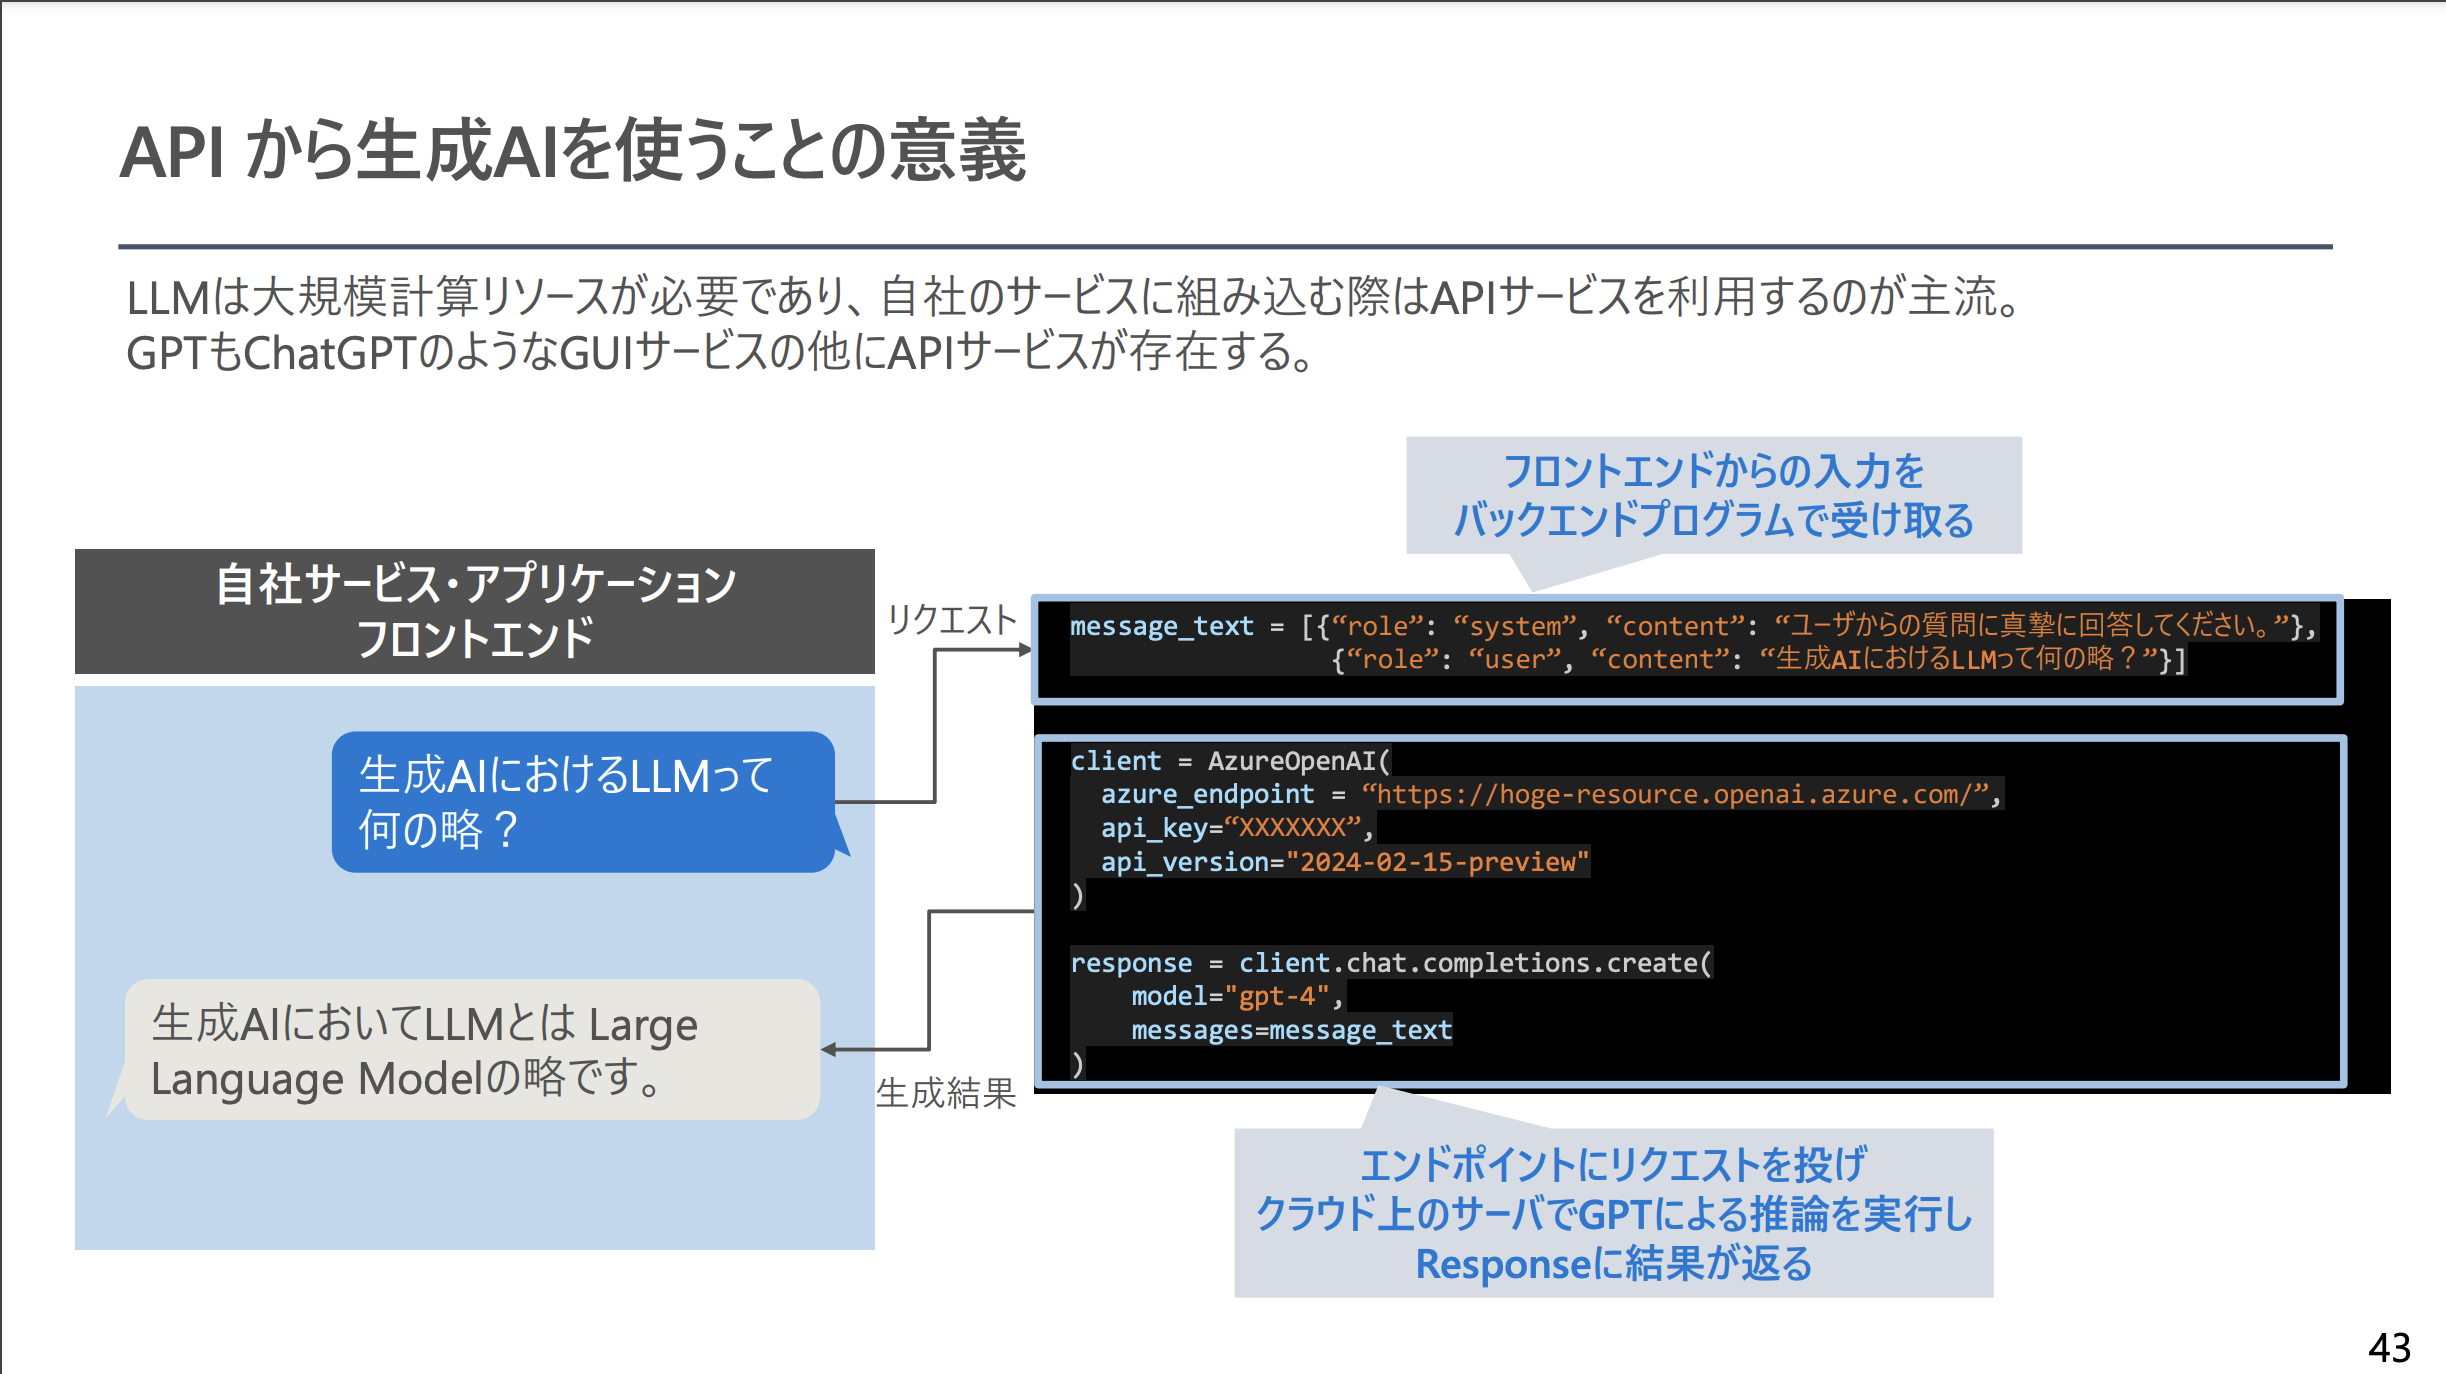 API から生成AIを使うことの意義
LLMは大規模計算リソースが必要であり、自社のサービスに組み込む際はAPIサービスを利用するのが主流。
GPTもChatGPTのようなGUIサービスの他にAPIサービスが存在する。
フロントエンドからの入力を
バックエンドプログラムで受け取る
自社サービス・アプリケーション
フロントエンド
リクエスト
message_text = [{“role”: “system”, “content”: “ユーザからの質問に真摯に回答してください。”},
{“role”: “user”, “content”: “生成AIにおけるLLMって何の略？”}]
生成AIにおけるLLMって
何の略？
client = AzureOpenAI(
azure_endpoint = “https://hoge-resource.openai.azure.com/”,
api_key=“XXXXXXX”,
api_version="2024-02-15-preview"
)
response = client.chat.completions.create(
model="gpt-4",
messages=message_text
)
生成AIにおいてLLMとは Large
Language Modelの略です。
生成結果
エンドポイントにリクエストを投げ
クラウド上のサーバでGPTによる推論を実行し
Responseに結果が返る
43